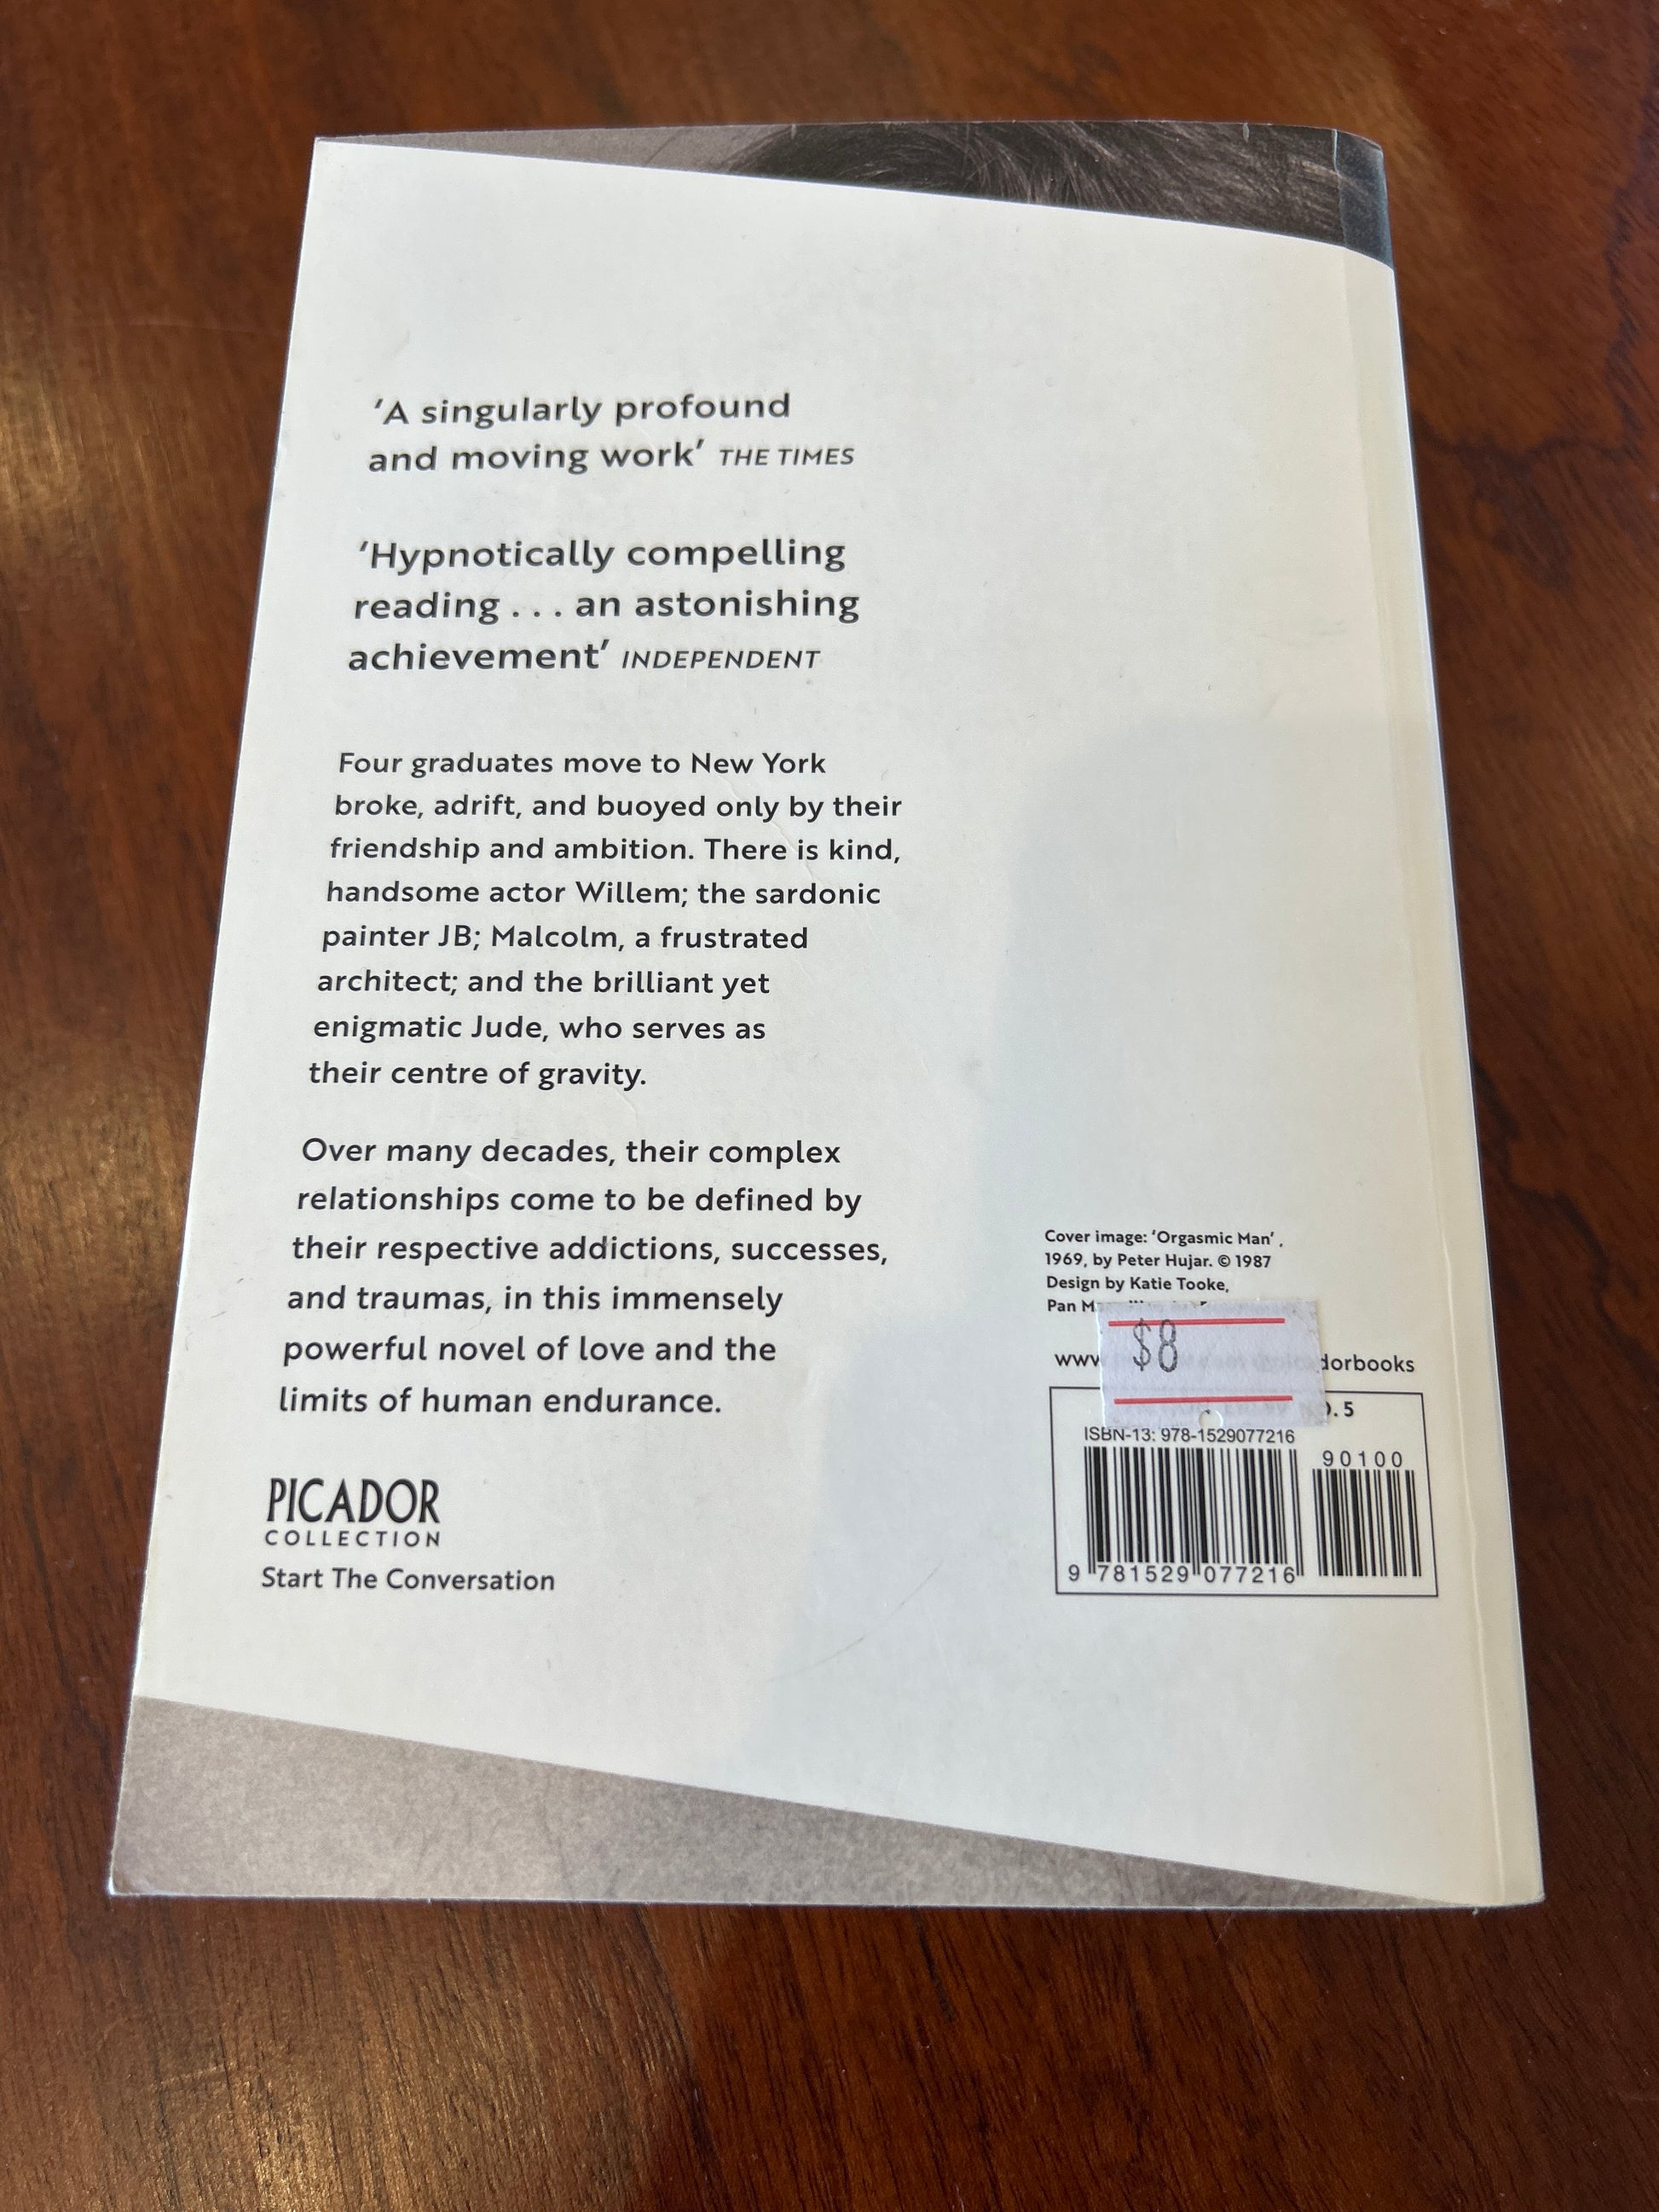 ‘A singularly profound
and moving work’ THE TIMES
‘Hypnotically compelling
reading . . . an astonishing
achievement’ INDEPENDENT
Four graduates move to New York
broke, adrift, and buoyed only by their
friendship and ambition. There is kind,
handsome actor Willem; the sardonic
painter JB; Malcolm, a frustrated
architect; and the brilliant yet
enigmatic Jude, who serves as
their centre of gravity.
Over many decades, their complex
relationships come to be defined by
their respective addictions, successes,
and traumas, in this immensely
powerful novel of love and the
limits of human endurance.
PICADOR
COLLECTION
Start The Conversation
Cover image: ‘Orgasmic Man’ ,
1969, by Peter Hujar. © 1987
Design by Katie Tooke,
Pan
$8
ISBN-13: 978-1529077216
90100
9 781529 077216